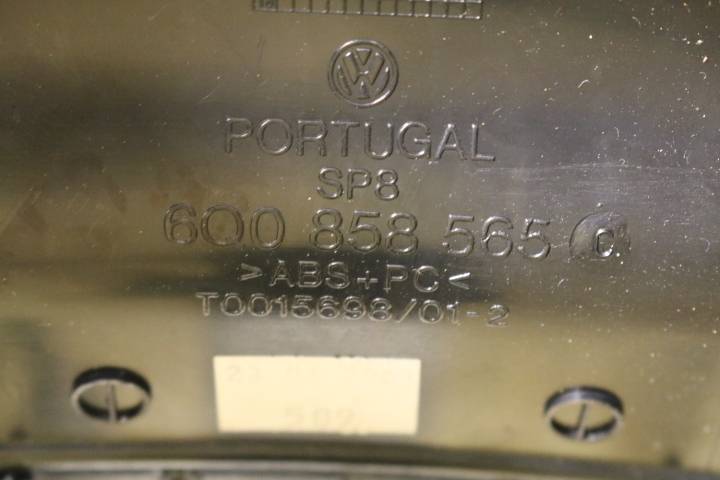 PORTUGAL
SP8
6Q0 858 565 G
>ABS+PC<
T0015698/01-2